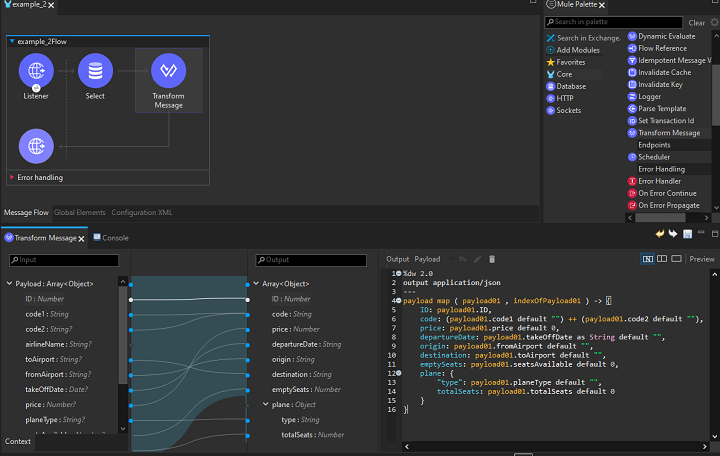 example_2
example_2Flow
Listener
Select
Transform
Message
Error handling
Message Flow
Global Elements
Configuration XML
Mule Palette
Search in palette
Clear
Search in Exchange..
Add Modules
Favorites
Core
Database
HTTP
Sockets
Dynamic Evaluate
Flow Reference
Idempotent Message V
Invalidate Cache
Invalidate Key
Logger
Parse Template
Set Transaction Id
Transform Message
Endpoints
Scheduler
Error Handling
Error Handler
On Error Continue
On Error Propagate
Transform Message
Console
Input
Payload : Array<Object>
ID : Number
code1 : String
code2 : String?
airlineName : String?
toAirport : String?
fromAirport : String?
takeOffDate : Date?
price : Number?
planeType : String?
Context
Output
Array<Object>
ID : Number
code : String
price : Number
departureDate : String
origin : String
destination : String
emptySeats : Number
plane : Object
type : String
totalSeats : Number
Output Payload
Preview
1 %dw 2.0
2 output application/json
3 ---
4 payload map ( payload01 , indexOfPayload01 ) -> {
5 ID: payload01.ID,
6 code: (payload01.code1 default "") ++ (payload01.code2 default ""),
7 price: payload01.price default 0,
8 departureDate: payload01.takeOffDate as String default "",
9 origin: payload01.fromAirport default "",
10 destination: payload01.toAirport default "",
11 emptySeats: payload01.seatsAvailable default 0,
12 plane: {
13 "type": payload01.planeType default "",
14 totalSeats: payload01.totalSeats default 0
15 }
16 }